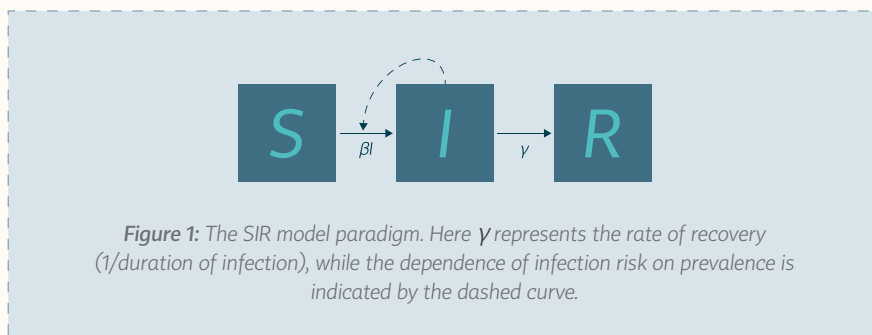 S
βI
I
γ
R
Figure 1: The SIR model paradigm. Here γ represents the rate of recovery
(1/duration of infection), while the dependence of infection risk on prevalence is
indicated by the dashed curve.